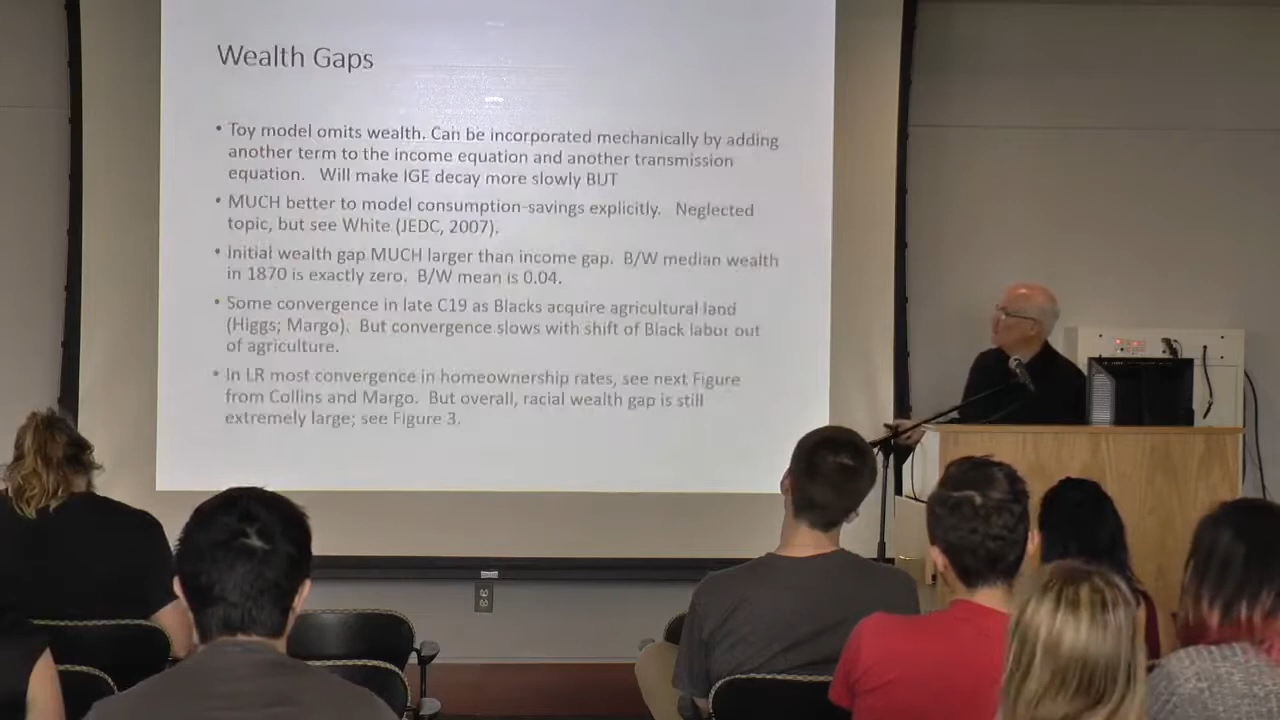 Wealth Gaps
• Toy model omits wealth. Can be incorporated mechanically by adding
another term to the income equation and another transmission
equation. Will make IGE decay more slowly BUT
• MUCH better to model consumption-savings explicitly. Neglected
topic, but see White (JEDC, 2007).
• Initial wealth gap MUCH larger than income gap. B/W median wealth
in 1870 is exactly zero. B/W mean is 0.04.
• Some convergence in late C19 as Blacks acquire agricultural land
(Higgs; Margo). But convergence slows with shift of Black labor out
of agriculture.
• In LR most convergence in homeownership rates, see next Figure
from Collins and Margo. But overall, racial wealth gap is still
extremely large; see Figure 3.